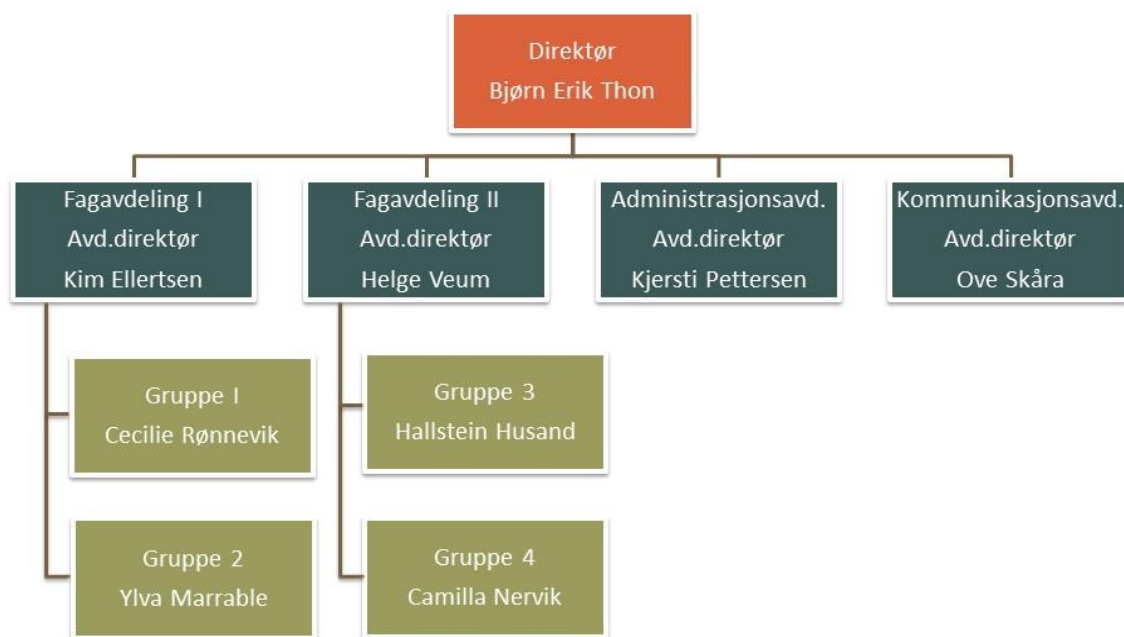 Direktør
Bjørn Erik Thon
Fagavdeling I
Avd.direktør
Kim Ellertsen
Fagavdeling II
Avd.direktør
Helge Veum
Administrasjonsavd.
Avd.direktør
Kjersti Pettersen
Kommunikasjonsavd.
Avd.direktør
Ove Skåra
Gruppe I
Cecilie Rønnevik
Gruppe 3
Hallstein Husand
Gruppe 2
Ylva Marrable
Gruppe 4
Camilla Nervik